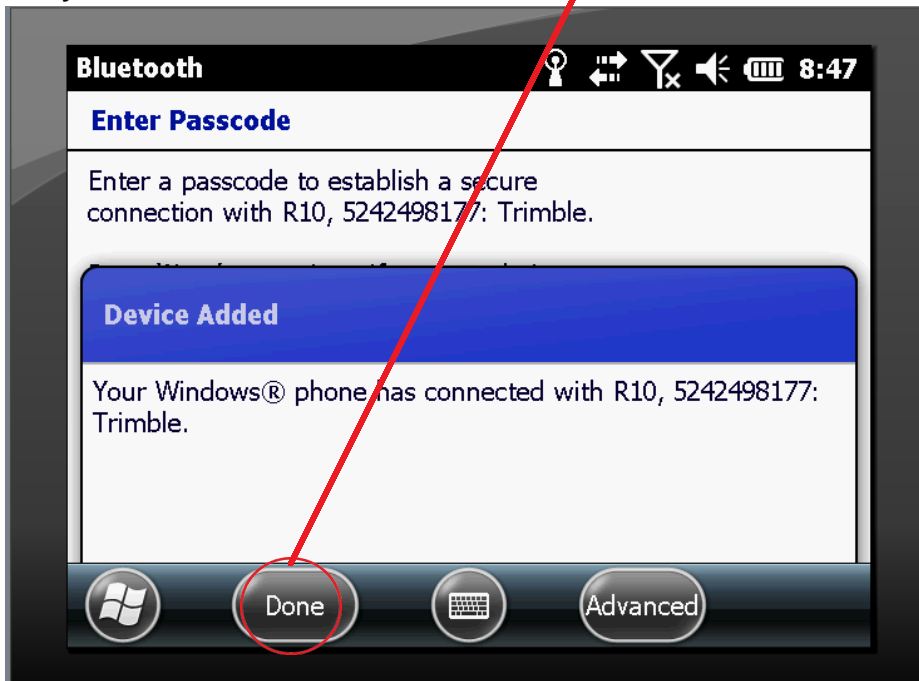 Bluetooth
8:47
Enter Passcode
Enter a passcode to establish a secure
connection with R10, 5242498177: Trimble.
Device Added
Your Windows® phone has connected with R10, 5242498177:
Trimble.
Done
Advanced